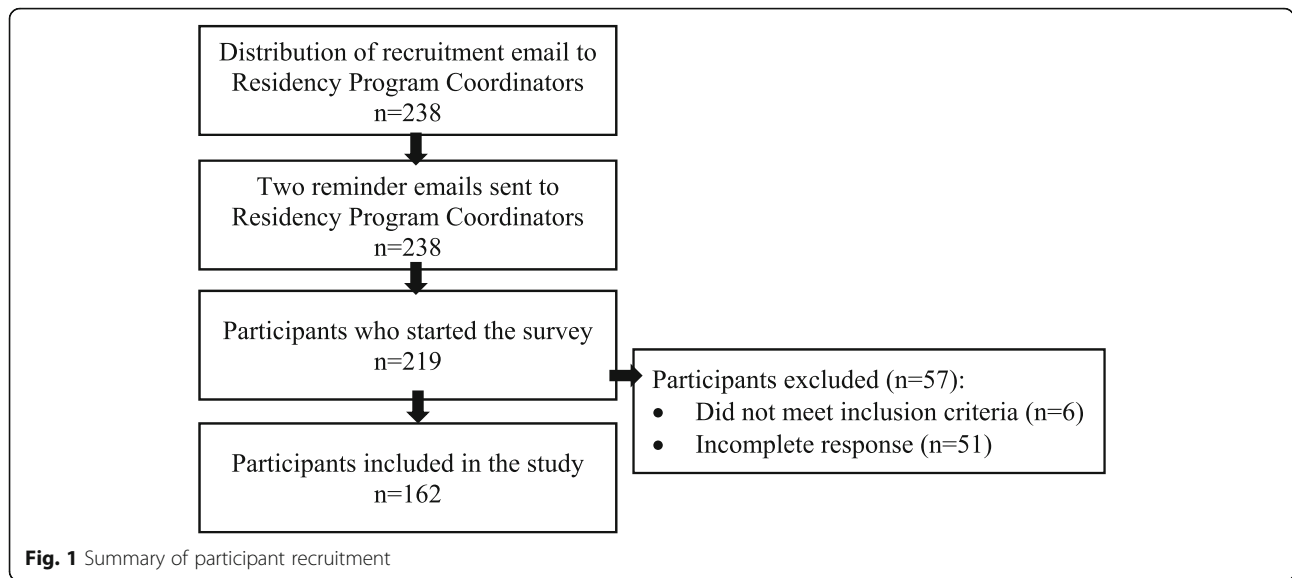 Distribution of recruitment email to
Residency Program Coordinators
n=238
Two reminder emails sent to
Residency Program Coordinators
n=238
Participants who started the survey
n=219
Participants excluded (n=57):
• Did not meet inclusion criteria (n=6)
• Incomplete response (n=51)
Participants included in the study
n=162
Fig. 1 Summary of participant recruitment